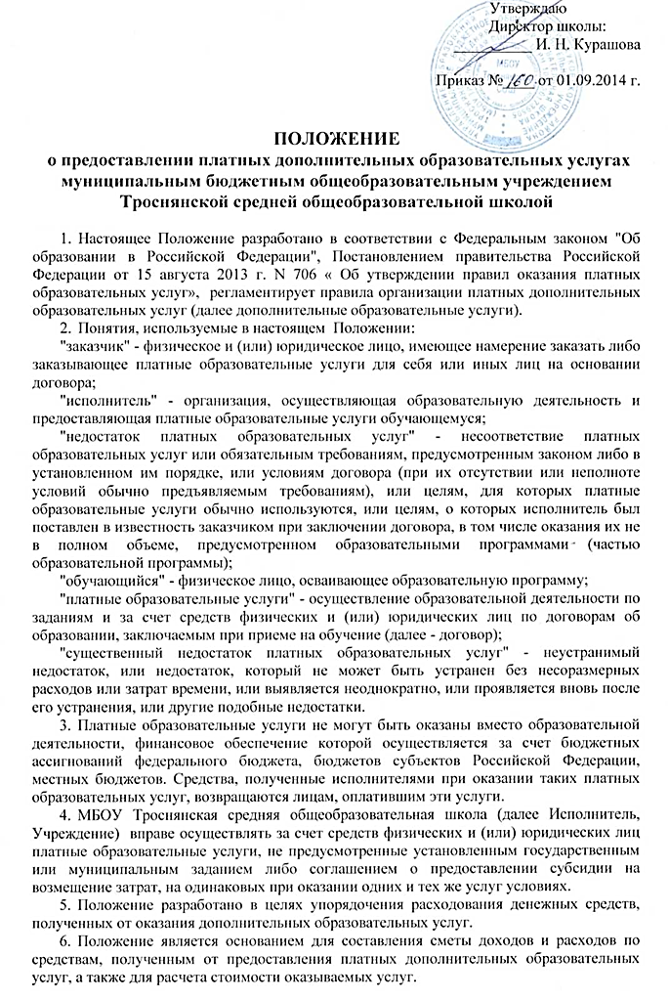 Утверждаю
Директор школы:
И. Н. Курашова
Приказ № 160 от 01.09.2014 г.
МБОУ
ПОЛОЖЕНИЕ
о предоставлении платных дополнительных образовательных услугах
муниципальным бюджетным общеобразовательным учреждением
Троснянской средней общеобразовательной школой
1. Настоящее Положение разработано в соответствии с Федеральным законом "Об
образовании в Российской Федерации", Постановлением правительства Российской
Федерации от 15 августа 2013 г. N 706 « Об утверждении правил оказания платных
образовательных услуг», регламентирует правила организации платных дополнительных
образовательных услуг (далее дополнительные образовательные услуги).
2. Понятия, используемые в настоящем Положении:
"заказчик" - физическое и (или) юридическое лицо, имеющее намерение заказать либо
заказывающее платные образовательные услуги для себя или иных лиц на основании
договора;
"исполнитель" - организация, осуществляющая образовательную деятельность и
предоставляющая платные образовательные услуги обучающемуся;
"недостаток платных образовательных услуг" - несоответствие платных
образовательных услуг или обязательным требованиям, предусмотренным законом либо в
установленном им порядке, или условиям договора (при их отсутствии или неполноте
условий обычно предъявляемым требованиям), или целям, для которых платные
образовательные услуги обычно используются, или целям, о которых исполнитель был
поставлен в известность заказчиком при заключении договора, в том числе оказания их не
в полном объеме, предусмотренном образовательными программами (частью
образовательной программы);
"обучающийся" - физическое лицо, осваивающее образовательную программу;
"платные образовательные услуги" - осуществление образовательной деятельности по
заданиям и за счет средств физических и (или) юридических лиц по договорам об
образовании, заключаемым при приеме на обучение (далее - договор);
"существенный недостаток платных образовательных услуг" - неустранимый
недостаток, или недостаток, который не может быть устранен без несоразмерных
расходов или затрат времени, или выявляется неоднократно, или проявляется вновь после
его устранения, или другие подобные недостатки.
3. Платные образовательные услуги не могут быть оказаны вместо образовательной
деятельности, финансовое обеспечение которой осуществляется за счет бюджетных
ассигнований федерального бюджета, бюджетов субъектов Российской Федерации,
местных бюджетов. Средства, полученные исполнителями при оказании таких платных
образовательных услуг, возвращаются лицам, оплатившим эти услуги.
4. МБОУ Троснянская средняя общеобразовательная школа (далее Исполнитель,
Учреждение) вправе осуществлять за счет средств физических и (или) юридических лиц
платные образовательные услуги, не предусмотренные установленным государственным
или муниципальным заданием либо соглашением о предоставлении субсидии на
возмещение затрат, на одинаковых при оказании одних и тех же услуг условиях.
5. Положение разработано в целях упорядочения расходования денежных средств,
полученных от оказания дополнительных образовательных услуг.
6. Положение является основанием для составления сметы доходов и расходов по
средствам, полученным от предоставления платных дополнительных образовательных
услуг, а также для расчета стоимости оказываемых услуг.